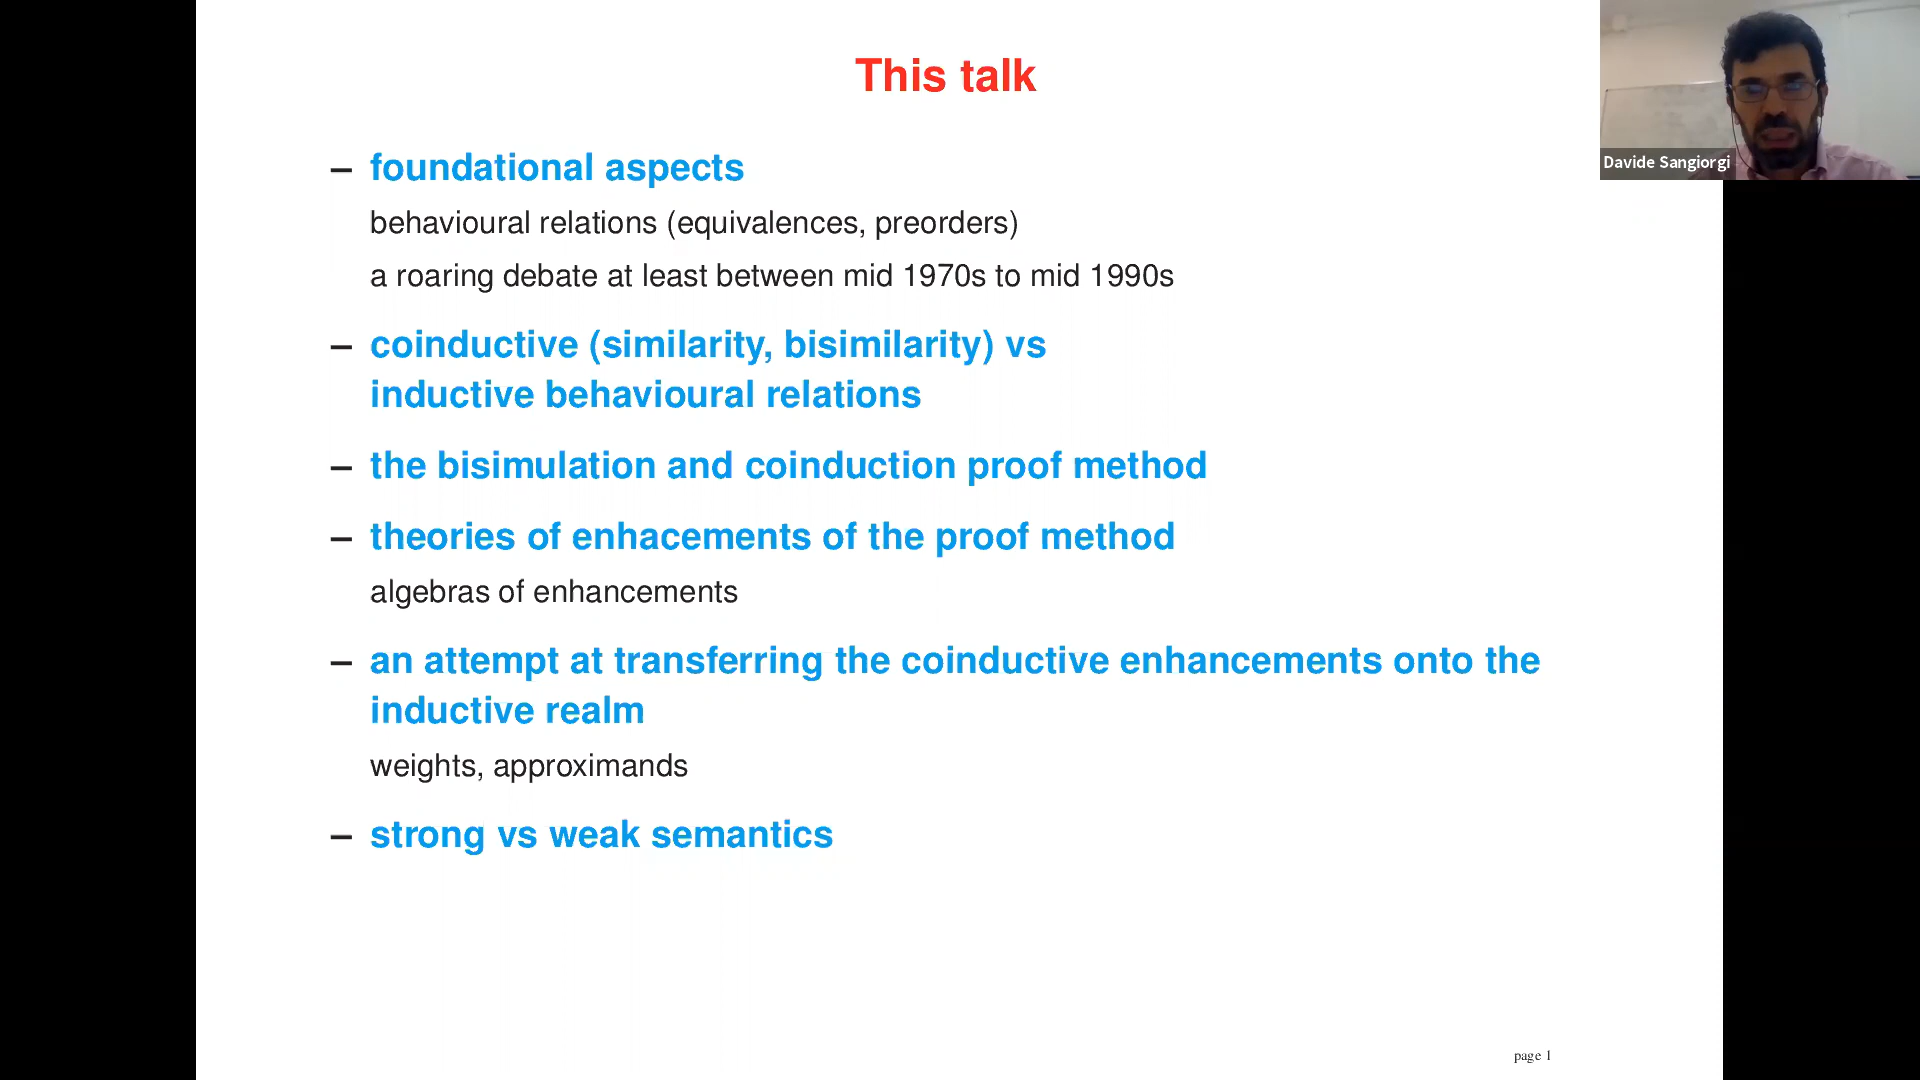 This talk
– foundational aspects
behavioural relations (equivalences, preorders)
a roaring debate at least between mid 1970s to mid 1990s
– coinductive (similarity, bisimilarity) vs
inductive behavioural relations
– the bisimulation and coinduction proof method
– theories of enhacements of the proof method
algebras of enhancements
– an attempt at transferring the coinductive enhancements onto the
inductive realm
weights, approximands
– strong vs weak semantics
page 1
Davide Sangiorgi